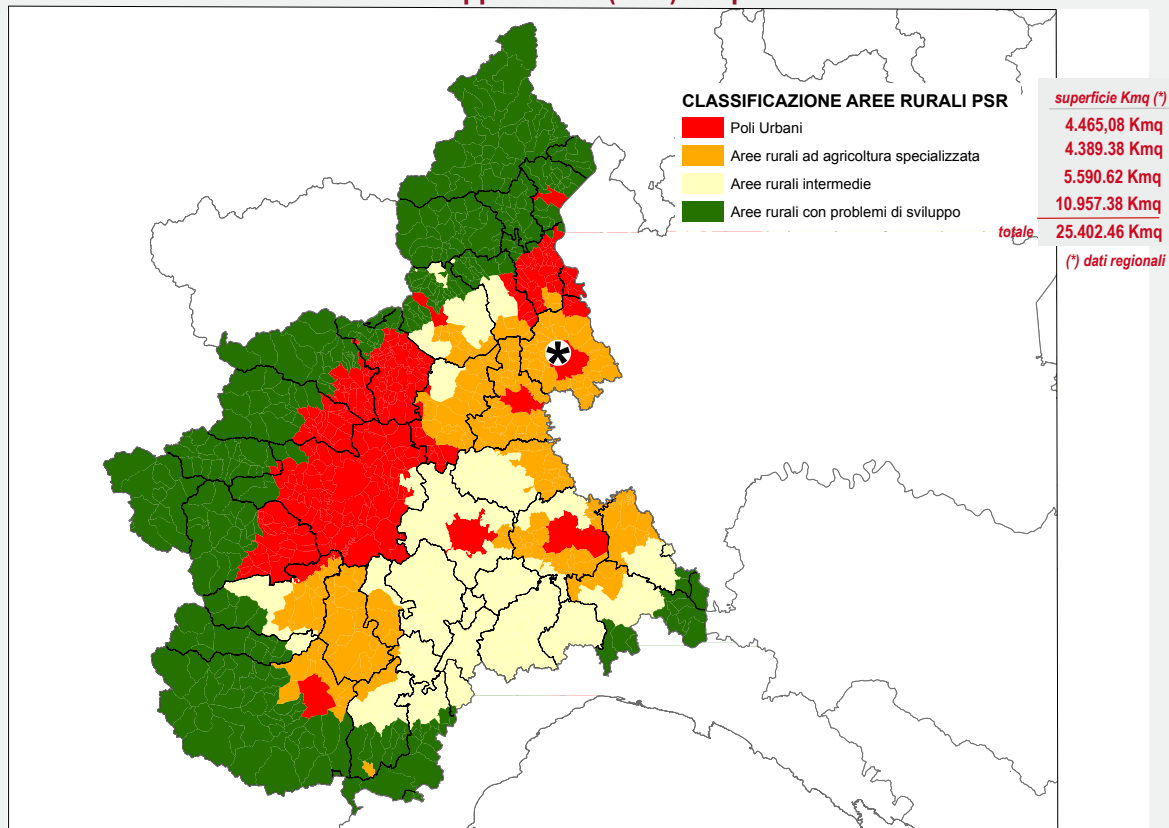 CLASSIFICAZIONE AREE RURALI PSR
Poli Urbani
Aree rurali ad agricoltura specializzata
Aree rurali intermedie
Aree rurali con problemi di sviluppo
superficie Kmq (*)
4.465,08 Kmq
4.389.38 Kmq
5.590.62 Kmq
10.957.38 Kmq
totale 25.402.46 Kmq
(*) dati regionali
*